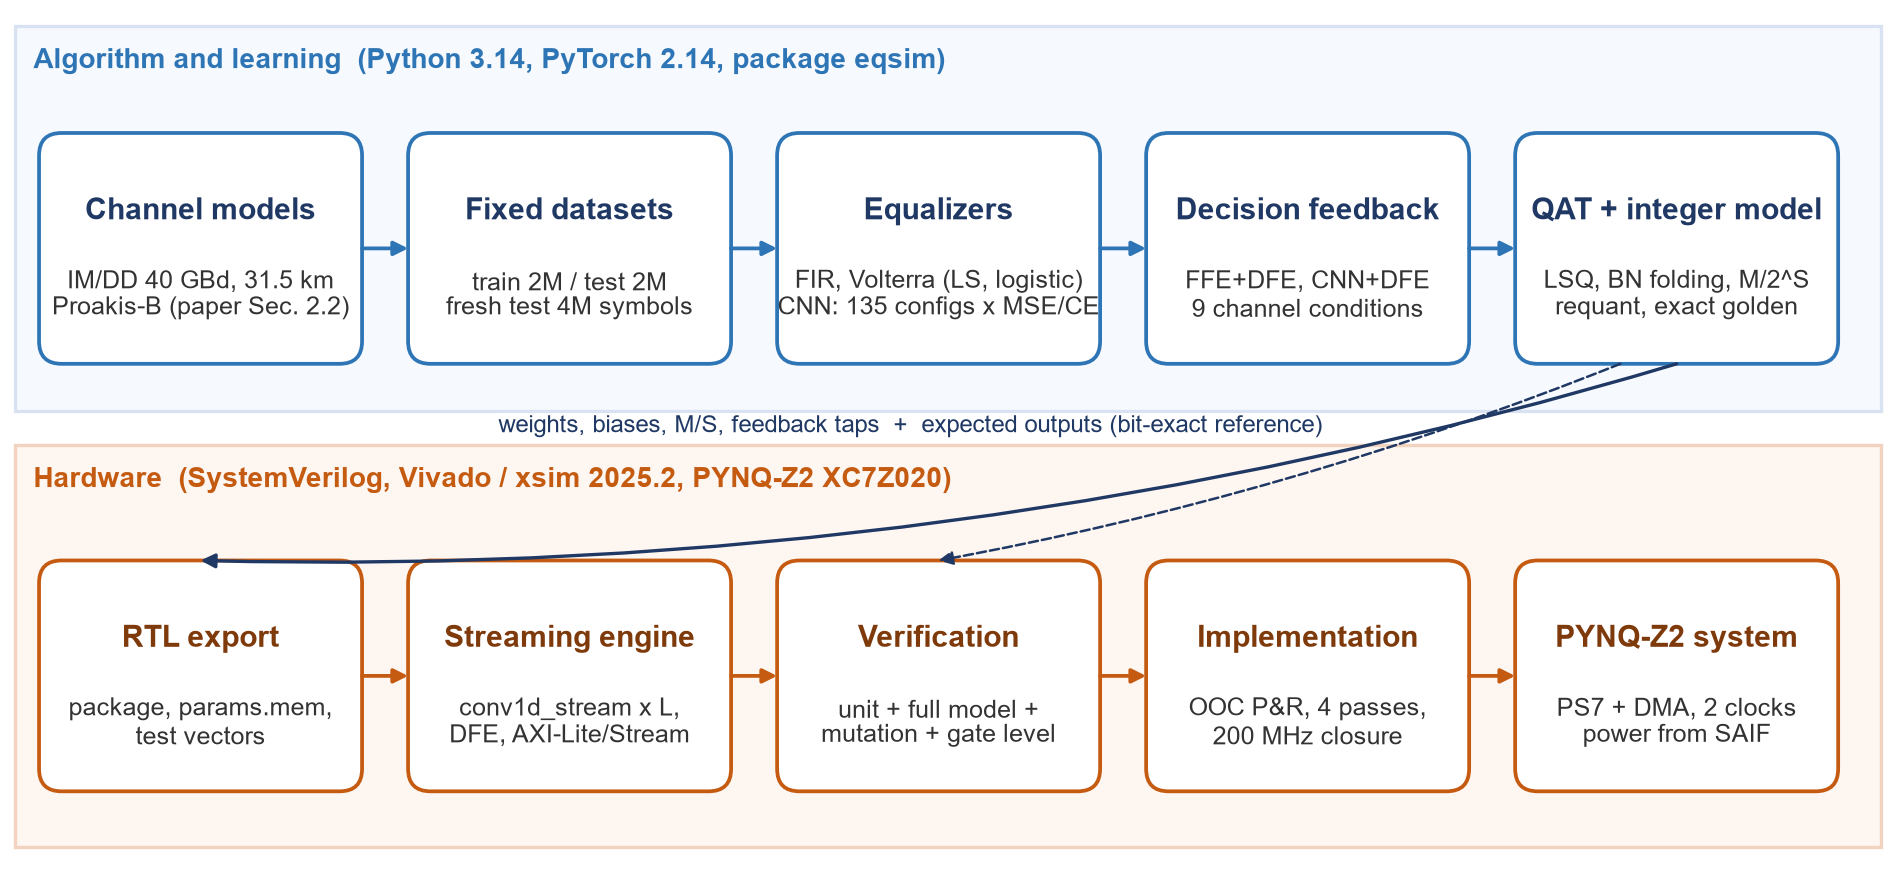 Algorithm and learning  (Python 3.14, PyTorch 2.14, package eqsim)
Channel models
IM/DD 40 GBd, 31.5 km
Proakis-B (paper Sec. 2.2)
Fixed datasets
train 2M / test 2M
fresh test 4M symbols
Equalizers
FIR, Volterra (LS, logistic)
CNN: 135 configs x MSE/CE
Decision feedback
FFE+DFE, CNN+DFE
9 channel conditions
QAT + integer model
LSQ, BN folding, M/2^S
requant, exact golden
weights, biases, M/S, feedback taps  +  expected outputs (bit-exact reference)
Hardware  (SystemVerilog, Vivado / xsim 2025.2, PYNQ-Z2 XC7Z020)
RTL export
package, params.mem,
test vectors
Streaming engine
conv1d_stream x L,
DFE, AXI-Lite/Stream
Verification
unit + full model +
mutation + gate level
Implementation
OOC P&R, 4 passes,
200 MHz closure
PYNQ-Z2 system
PS7 + DMA, 2 clocks
power from SAIF